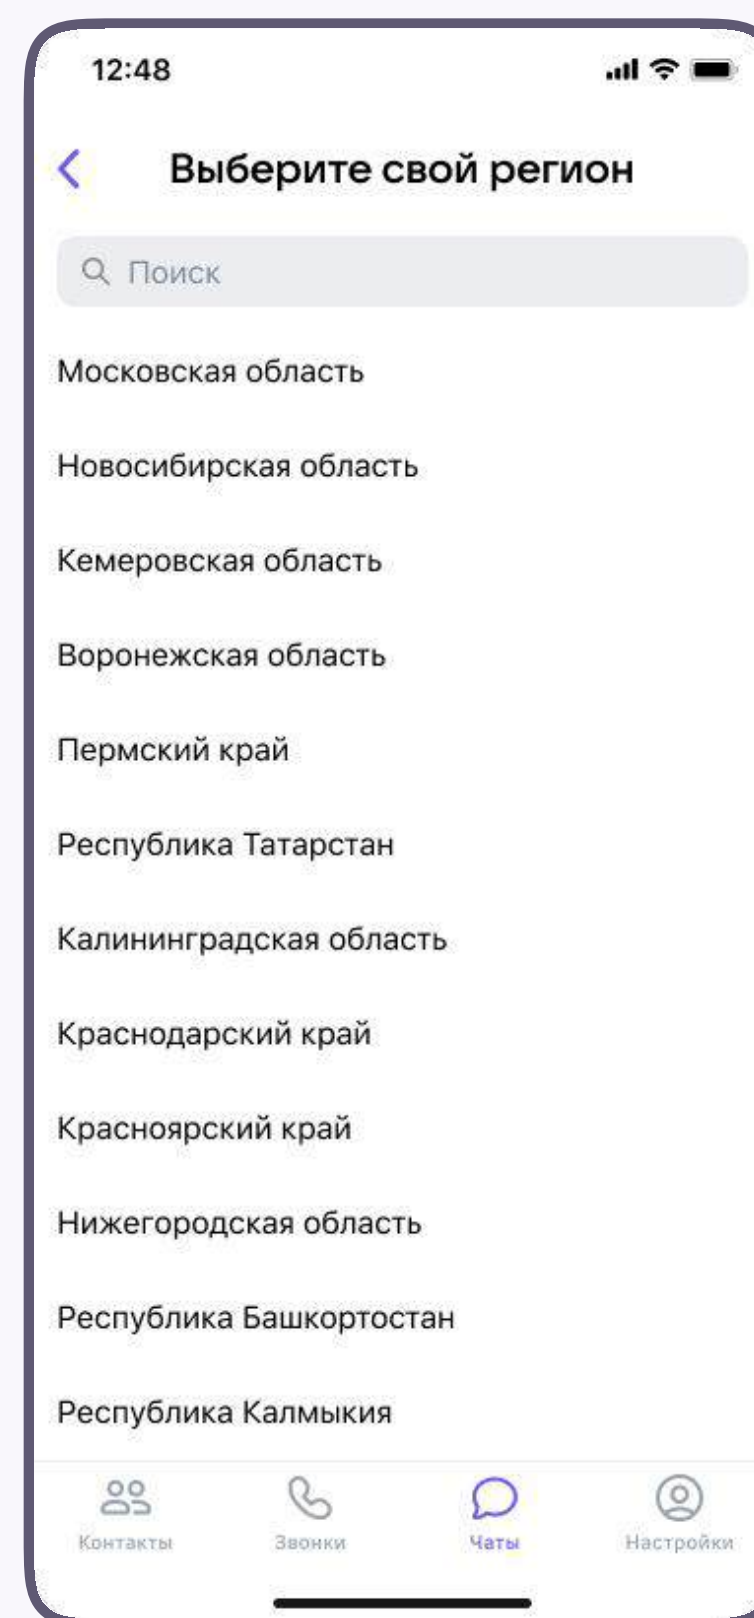 12:48
Выберите свой регион
Поиск
Московская область
Новосибирская область
Кемеровская область
Воронежская область
Пермский край
Республика Татарстан
Калининградская область
Краснодарский край
Красноярский край
Нижегородская область
Республика Башкортостан
Республика Калмыкия
Контакты Звонки Чаты Настройки